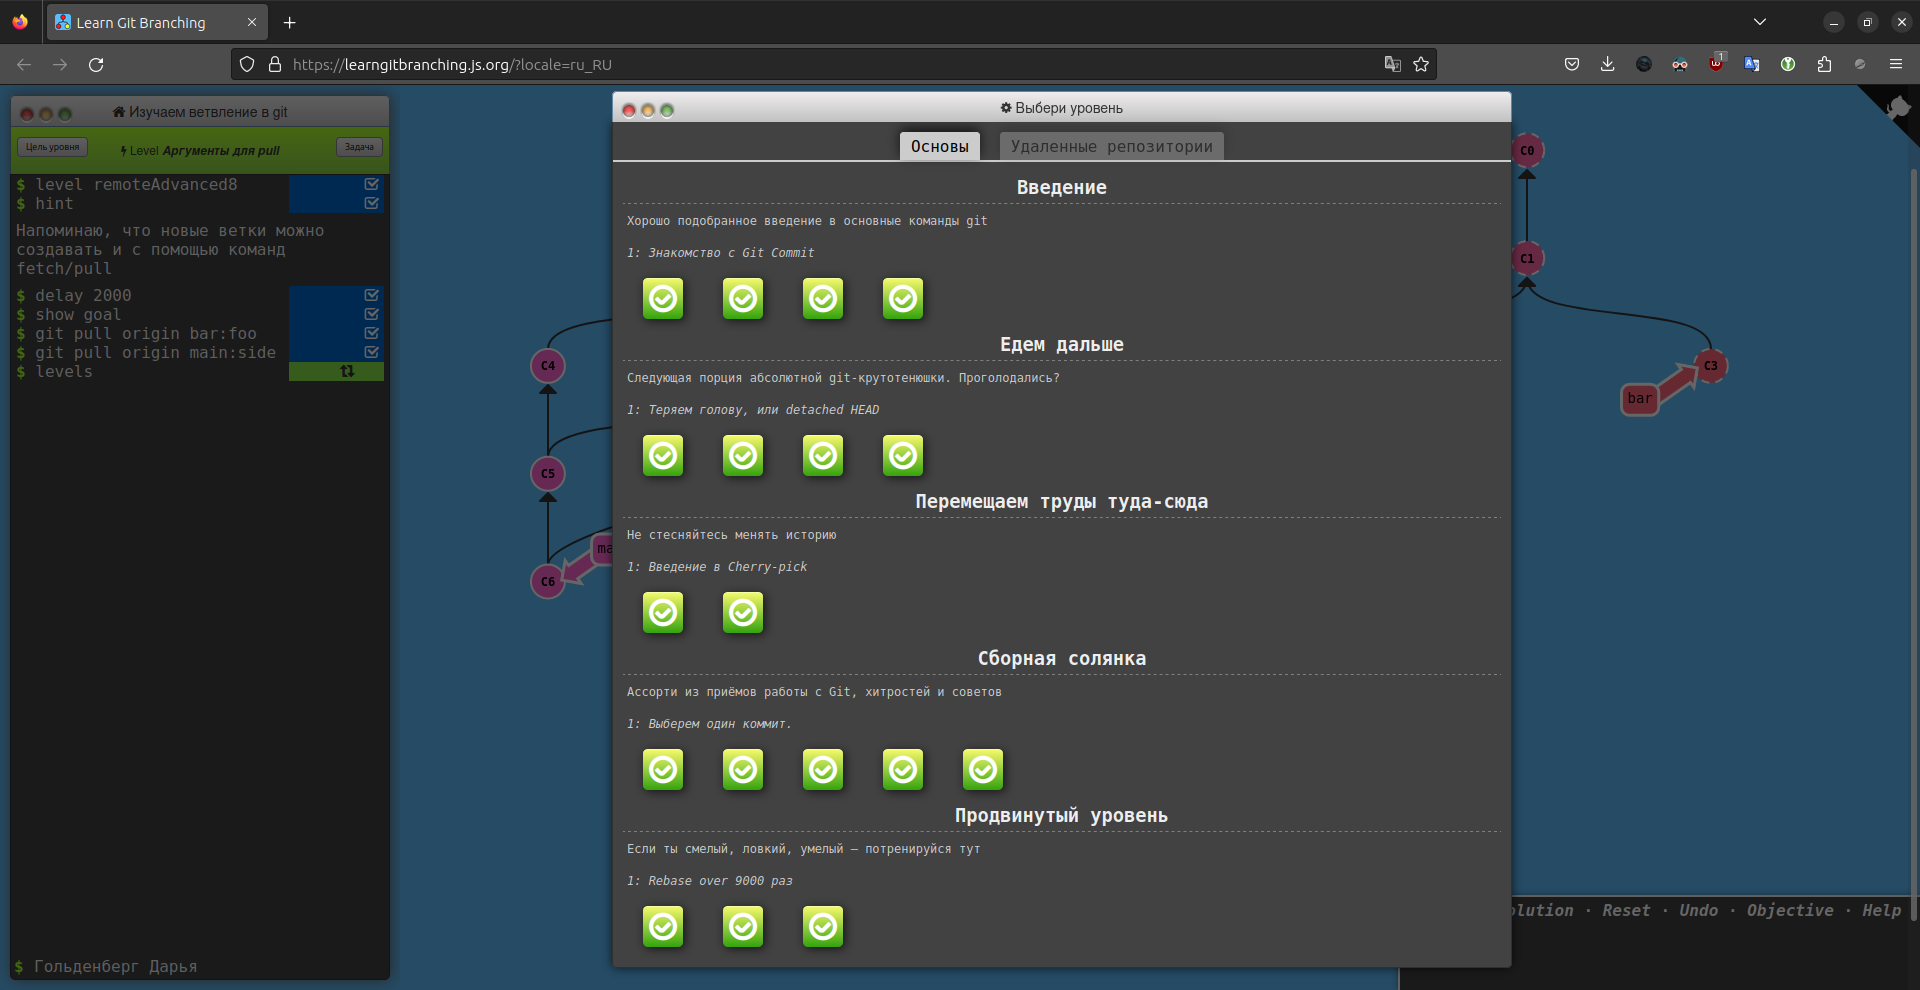 Learn Git Branching
https://learngitbranching.js.org/?locale=ru_RU
1
Изучаем ветвление в git
Цель уровня
Level Аргументы для pull
Задача
$ level remoteAdvanced8
$ hint
Напоминаю, что новые ветки можно
создавать и с помощью команд
fetch/pull
$ delay 2000
$ show goal
$ git pull origin bar:foo
$ git pull origin main:side
$ levels
$ Гольденберг Дарья
C4
C5
C6
ma
Выбери уровень
Основы
Удаленные репозитории
Введение
Хорошо подобранное введение в основные команды git
1: Знакомство с Git Commit
Едем дальше
Следующая порция абсолютной git-крутотенюшки. Проголодались?
1: Теряем голову, или detached HEAD
Перемещаем труды туда-сюда
Не стесняйтесь менять историю
1: Введение в Cherry-pick
Сборная солянка
Ассорти из приёмов работы с Git, хитростей и советов
1: Выберем один коммит.
Продвинутый уровень
Если ты смелый, ловкий, умелый – потренируйся тут
1: Rebase over 9000 раз
C0
C1
C3
bar
olution · Reset · Undo · Objective · Help